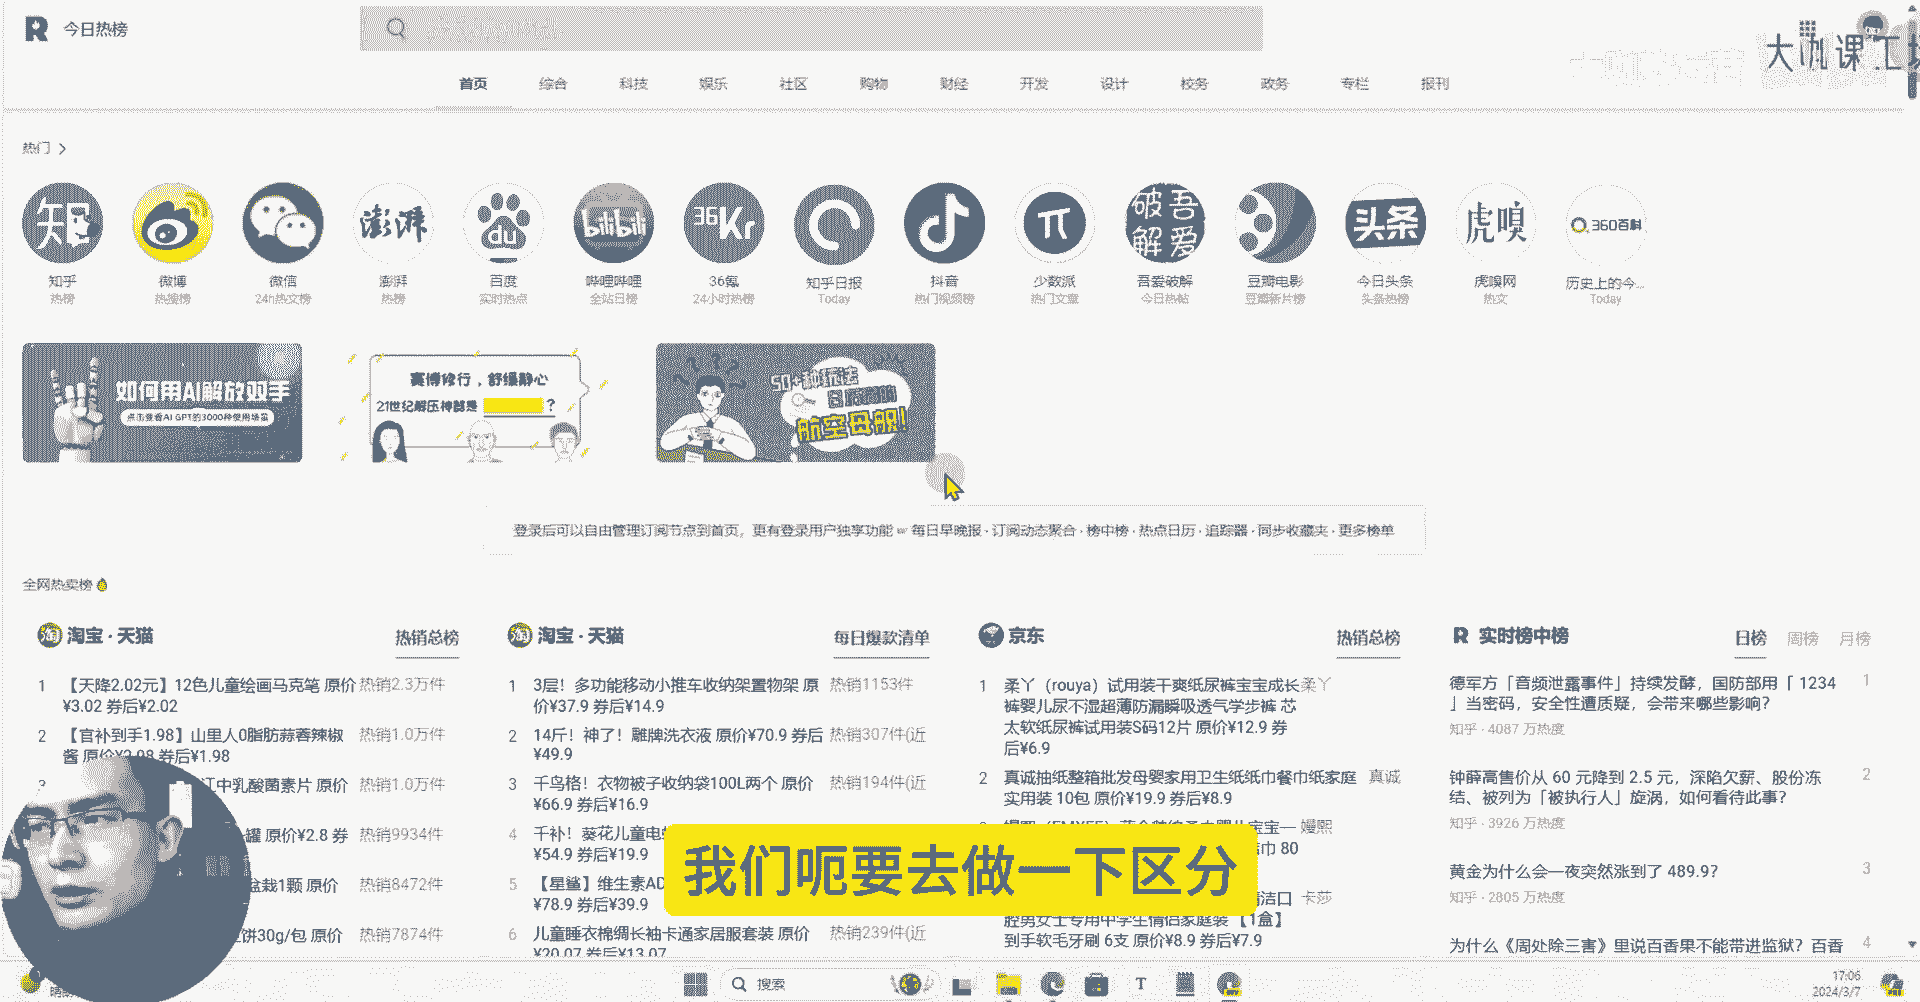 今日热榜
大咖课.工场
首页 综合 科技 娱乐 社区 购物 财经 开发 设计 校务 政务 专栏 报刊
热门
知 澎湃 du bilibili 36Kr π 吾爱破解 头条 虎嗅 360百科
知乎 微博 微信 澎湃 百度 哔哩哔哩 36氪 知乎日报 抖音 少数派 吾爱破解 豆瓣电影 今日头条 虎嗅网 历史上的今...
热榜 热搜榜 24h热文榜 热榜 实时热点 全站日榜 24小时热榜 Today 热门视频榜 热门文章 今日热帖 豆瓣新片榜 头条热榜 热文 Today
如何用AI解放双手
点击查看AI GPT的3000种使用场景
赛博修行，舒缓静心
21世纪解压神器是 ?
50+种玩法
航空母舰!
登录后可以自由管理订阅节点到首页，更有登录用户独享功能 ☞ 每日早晚报 · 订阅动态聚合 · 榜中榜 · 热点日历 · 追踪器 · 同步收藏夹 · 更多榜单
全网热卖榜
淘宝 · 天猫 热销总榜
1 【天降2.02元】12色儿童绘画马克笔 原价 热销2.3万件
¥3.02 券后¥2.02
2 【官补到手1.98】山里人0脂肪蒜蓉辣椒 热销1.0万件
酱 原价¥3.98 券后¥1.98
3 江中乳酸菌素片 原价 热销1.0万件
罐 原价¥2.8 券 热销9934件
盆栽1颗 原价 热销8472件
饼30g/包 原价 热销7874件
淘宝 · 天猫 每日爆款清单
1 3层！多功能移动小推车收纳架置物架 原 热销1153件
价¥37.9 券后¥14.9
2 14斤！神了！雕牌洗衣液 原价¥70.9 券后 热销307件(近
¥49.9
3 千鸟格！衣物被子收纳袋100L两个 原价 热销194件(近
¥66.9 券后¥16.9
4 千补！葵花儿童电
¥54.9 券后¥19.9
5 【星鲨】维生素AD
¥78.9 券后¥39.9
6 儿童睡衣棉绸长袖卡通家居服套装 原价 热销239件(近
¥20.07 券后¥13.07
京东 热销总榜
1 柔丫（rouya）试用装干爽纸尿裤宝宝成长 柔丫
裤婴儿尿不湿超薄防漏瞬吸透气学步裤 芯
太软纸尿裤试用装S码12片 原价¥12.9 券
后¥6.9
2 真诚抽纸整箱批发母婴家用卫生纸纸巾餐巾纸家庭 真诚
实用装 10包 原价¥19.9 券后¥8.9
嫚熙
巾 80
洁口 卡莎
腔男女士专用中学生情侣家庭装 【1盒】
到手软毛牙刷 6支 原价¥8.9 券后¥7.9
实时榜中榜 日榜 周榜 月榜
德军方「音频泄露事件」持续发酵，国防部用「 1234 1
」当密码，安全性遭质疑，会带来哪些影响？
知乎 · 4087 万热度
钟薛高售价从 60 元降到 2.5 元，深陷欠薪、股份冻 2
结、被列为「被执行人」旋涡，如何看待此事？
知乎 · 3926 万热度
黄金为什么会一夜突然涨到了 489.9？ 3
知乎 · 2805 万热度
为什么《周处除三害》里说百香果不能带进监狱？百香 4
我们呃要去做一下区分
搜索
17:06
2024/3/7